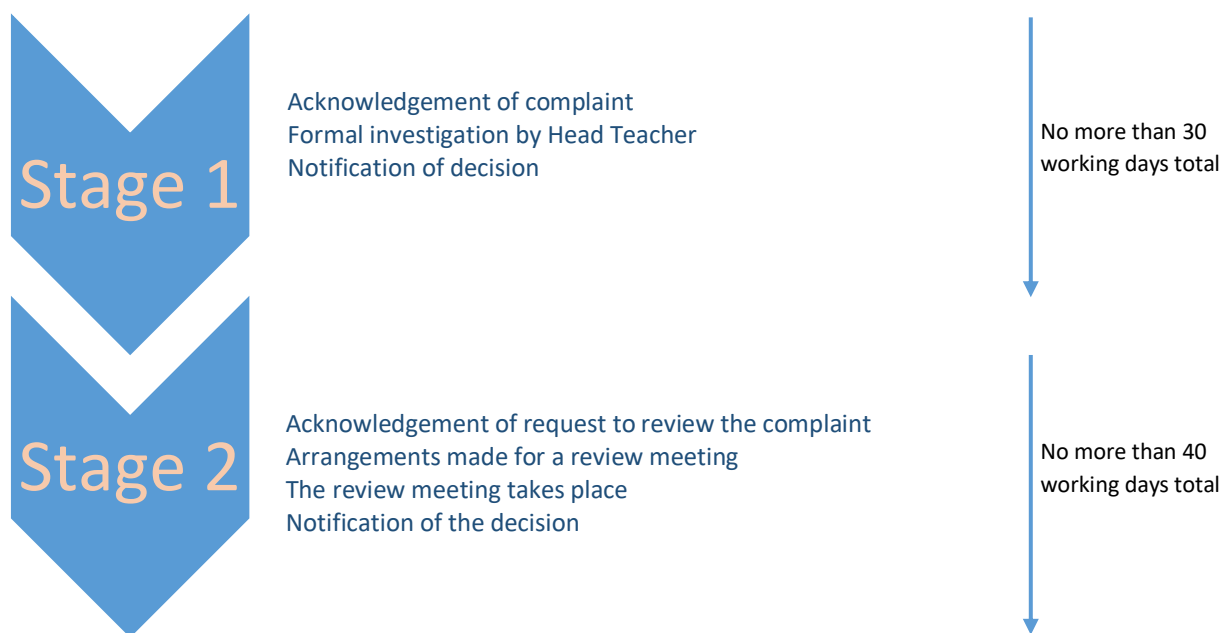 Stage 1
Acknowledgement of complaint
Formal investigation by Head Teacher
Notification of decision
No more than 30
working days total
Stage 2
Acknowledgement of request to review the complaint
Arrangements made for a review meeting
The review meeting takes place
Notification of the decision
No more than 40
working days total